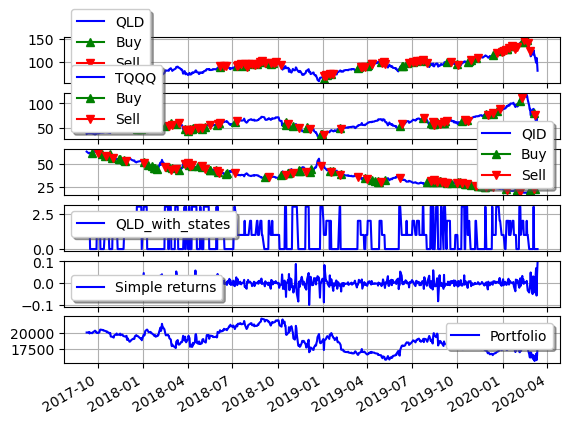 QLD
Buy
Sell
150
100
TQQQ
Buy
Sell
100
50
QID
Buy
Sell
50
25
QLD_with_states
2.5
0.0
Simple returns
0.1
0.0
−0.1
Portfolio
20000
17500
2017-10
2018-01
2018-04
2018-07
2018-10
2019-01
2019-04
2019-07
2019-10
2020-01
2020-04